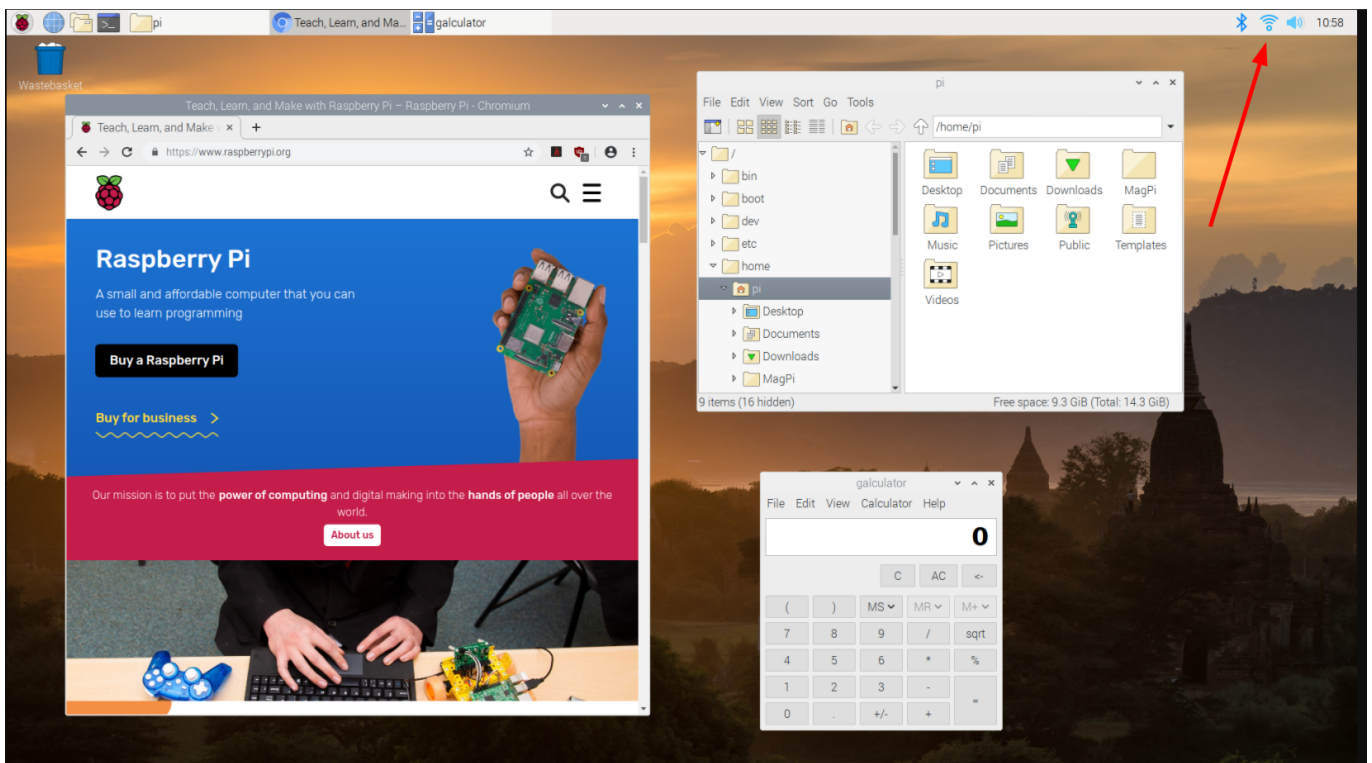 pi
Teach, Learn, and Ma...
galculator
10:58
Wastebasket
Teach, Learn, and Make with Raspberry Pi – Raspberry Pi - Chromium
Teach, Learn, and Make
https://www.raspberrypi.org
Raspberry Pi
A small and affordable computer that you can
use to learn programming
Buy a Raspberry Pi
Buy for business
Our mission is to put the power of computing and digital making into the hands of people all over the
world.
About us
pi
File Edit View Sort Go Tools
/home/pi
/
bin
boot
dev
etc
home
pi
Desktop
Documents
Downloads
MagPi
Desktop Documents Downloads MagPi
Music Pictures Public Templates
Videos
9 items (16 hidden)
Free space: 9.3 GiB (Total: 14.3 GiB)
galculator
File Edit View Calculator Help
0
C AC <-
( ) MS MR M+
7 8 9 / sqrt
4 5 6 * %
1 2 3 - =
0 . +/- +